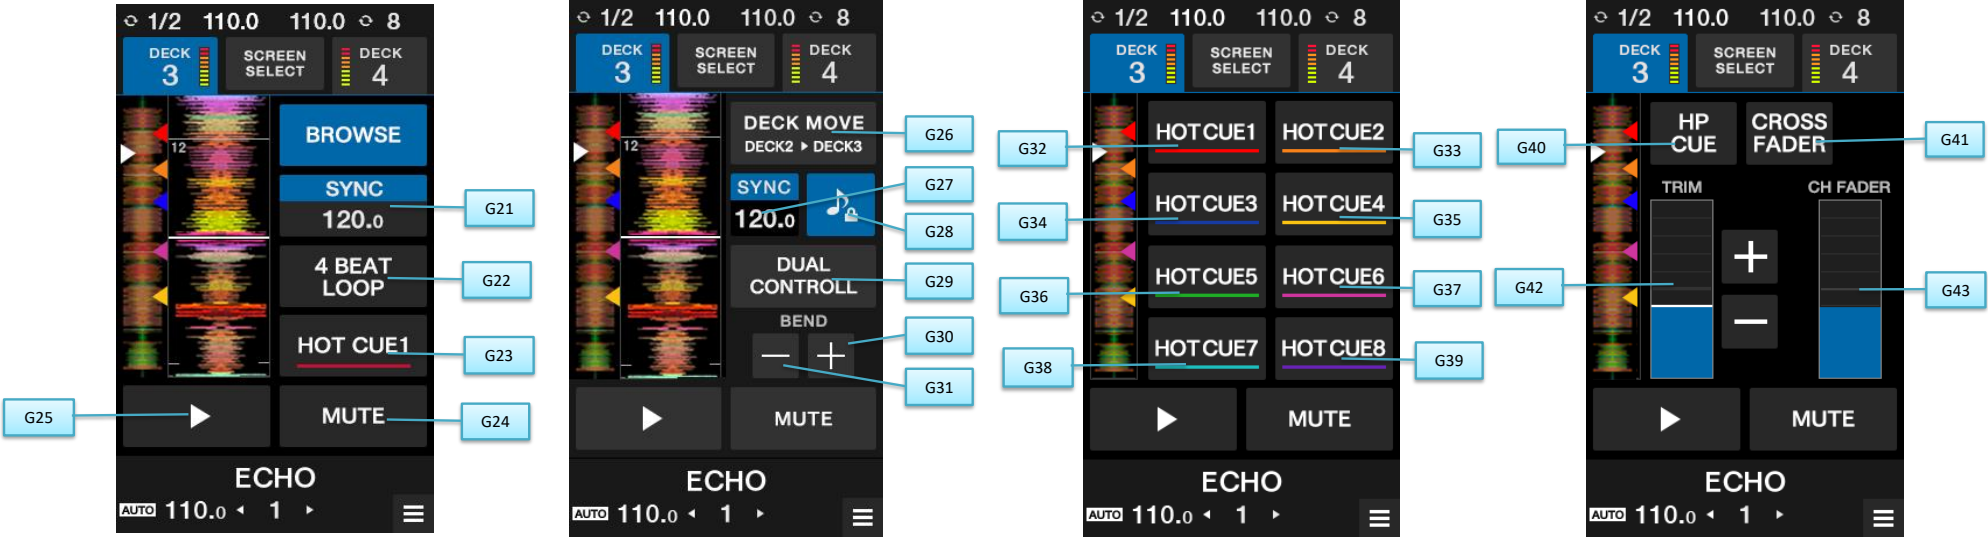 1/2 110.0 110.0 8
DECK 3
SCREEN SELECT
DECK 4
12
BROWSE
SYNC
120.0
G21
4 BEAT
LOOP
G22
HOT CUE1
G23
G25
MUTE
G24
ECHO
AUTO 110.0 1
1/2 110.0 110.0 8
DECK 3
SCREEN SELECT
DECK 4
12
DECK MOVE
DECK2 ▶ DECK3
G26
SYNC
120.0
G27
G28
DUAL
CONTROLL
G29
BEND
− +
G30
G31
MUTE
ECHO
AUTO 110.0 1
1/2 110.0 110.0 8
DECK 3
SCREEN SELECT
DECK 4
G32
HOT CUE1 HOT CUE2
G33
G34
HOT CUE3 HOT CUE4
G35
G36
HOT CUE5 HOT CUE6
G37
G38
HOT CUE7 HOT CUE8
G39
MUTE
ECHO
AUTO 110.0 1
1/2 110.0 110.0 8
DECK 3
SCREEN SELECT
DECK 4
G40
HP
CUE
CROSS
FADER
G41
TRIM
CH FADER
+
−
G42
G43
MUTE
ECHO
AUTO 110.0 1